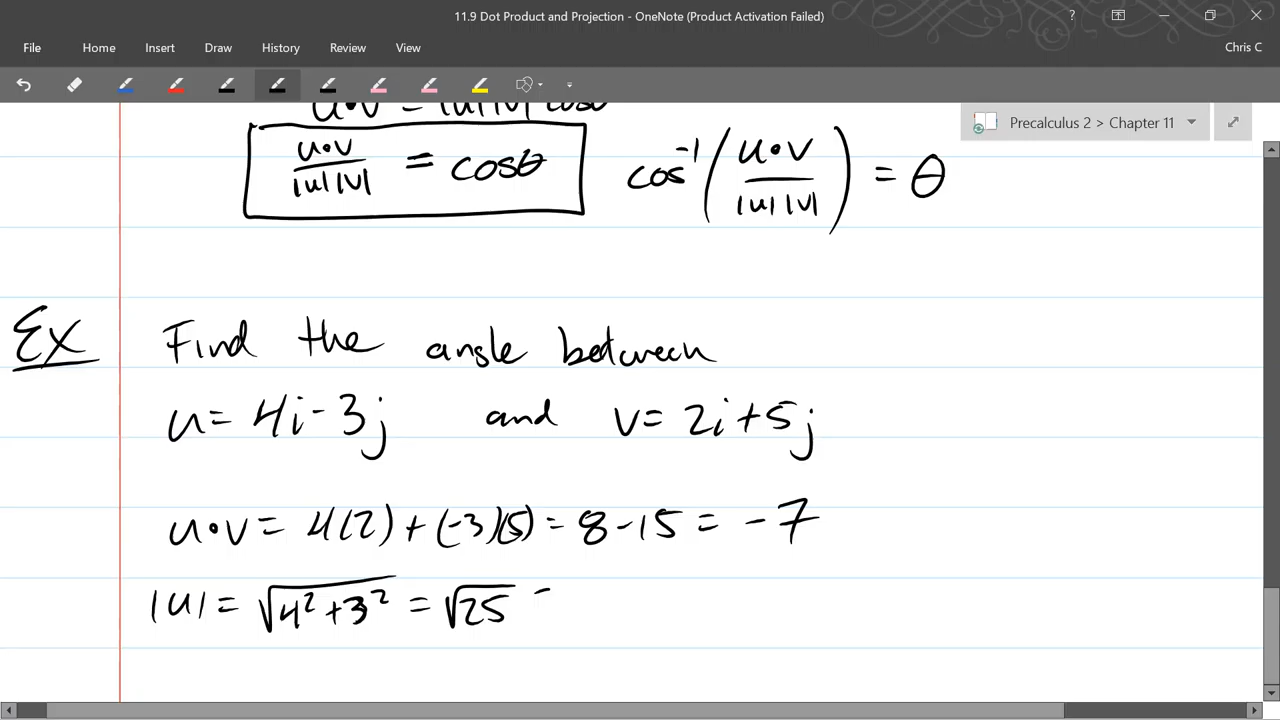 11.9 Dot Product and Projection - OneNote (Product Activation Failed)
File Home Insert Draw History Review View Chris C
Precalculus 2 > Chapter 11
u•v = |u||v| cosθ
u•v / |u||v| = cosθ
cos⁻¹(u•v / |u||v|) = θ
Ex Find the angle between
u= 4i-3j and v= 2i+5j
u•v = 4(2) + (-3)(5) = 8-15 = -7
|u| = √4²+3² = √25 =